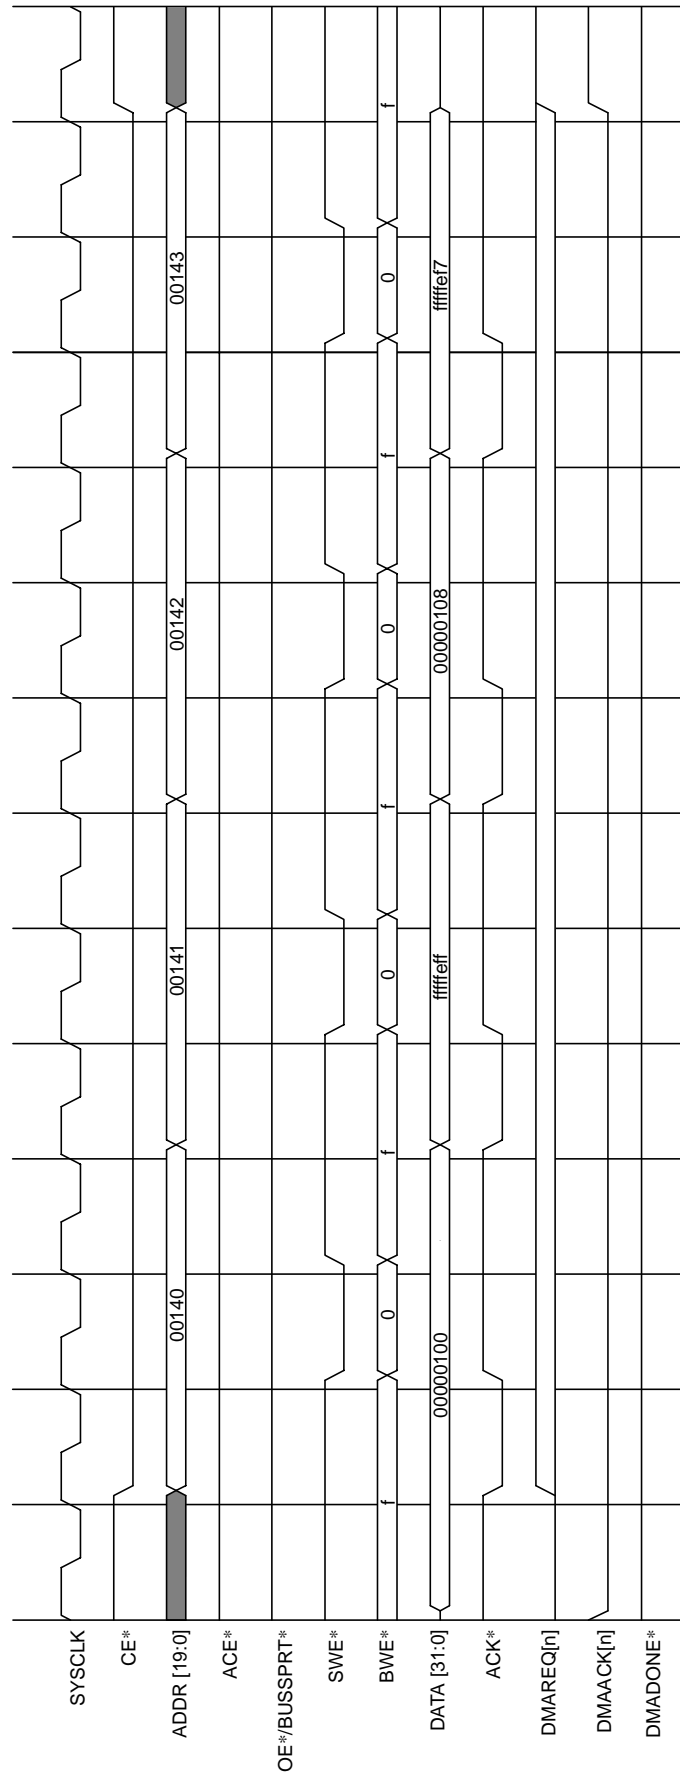 SYSCLK
CE*
ADDR [19:0]
00140
00141
00142
00143
ACE*
OE*/BUSSPRT*
SWE*
BWE*
f
0
f
0
f
0
f
0
f
DATA [31:0]
00000100
fffffeff
00000108
fffffef7
ACK*
DMAREQ[n]
DMAACK[n]
DMADONE*